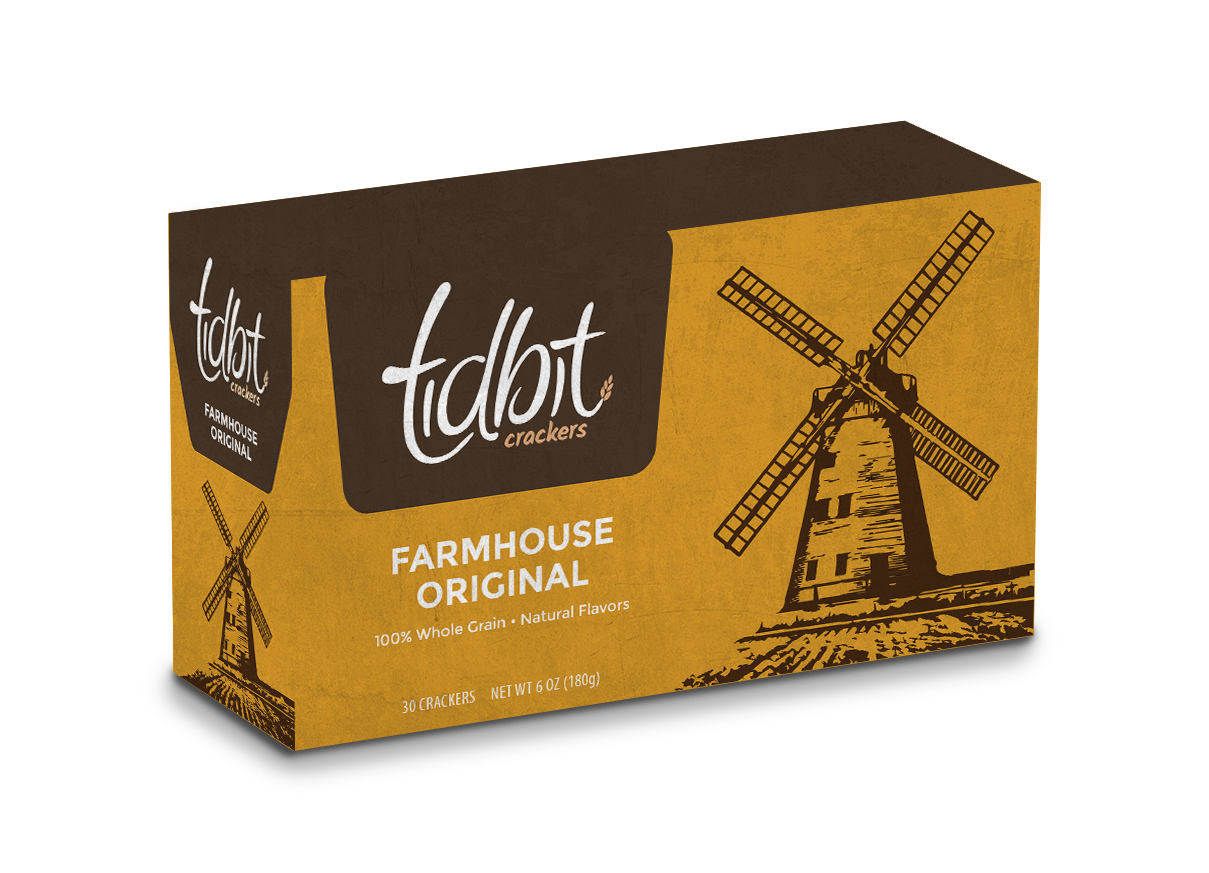 tidbit
crackers
FARMHOUSE
ORIGINAL
tidbit
crackers
FARMHOUSE
ORIGINAL
100% Whole Grain • Natural Flavors
30 CRACKERS NET WT 6 OZ (180g)